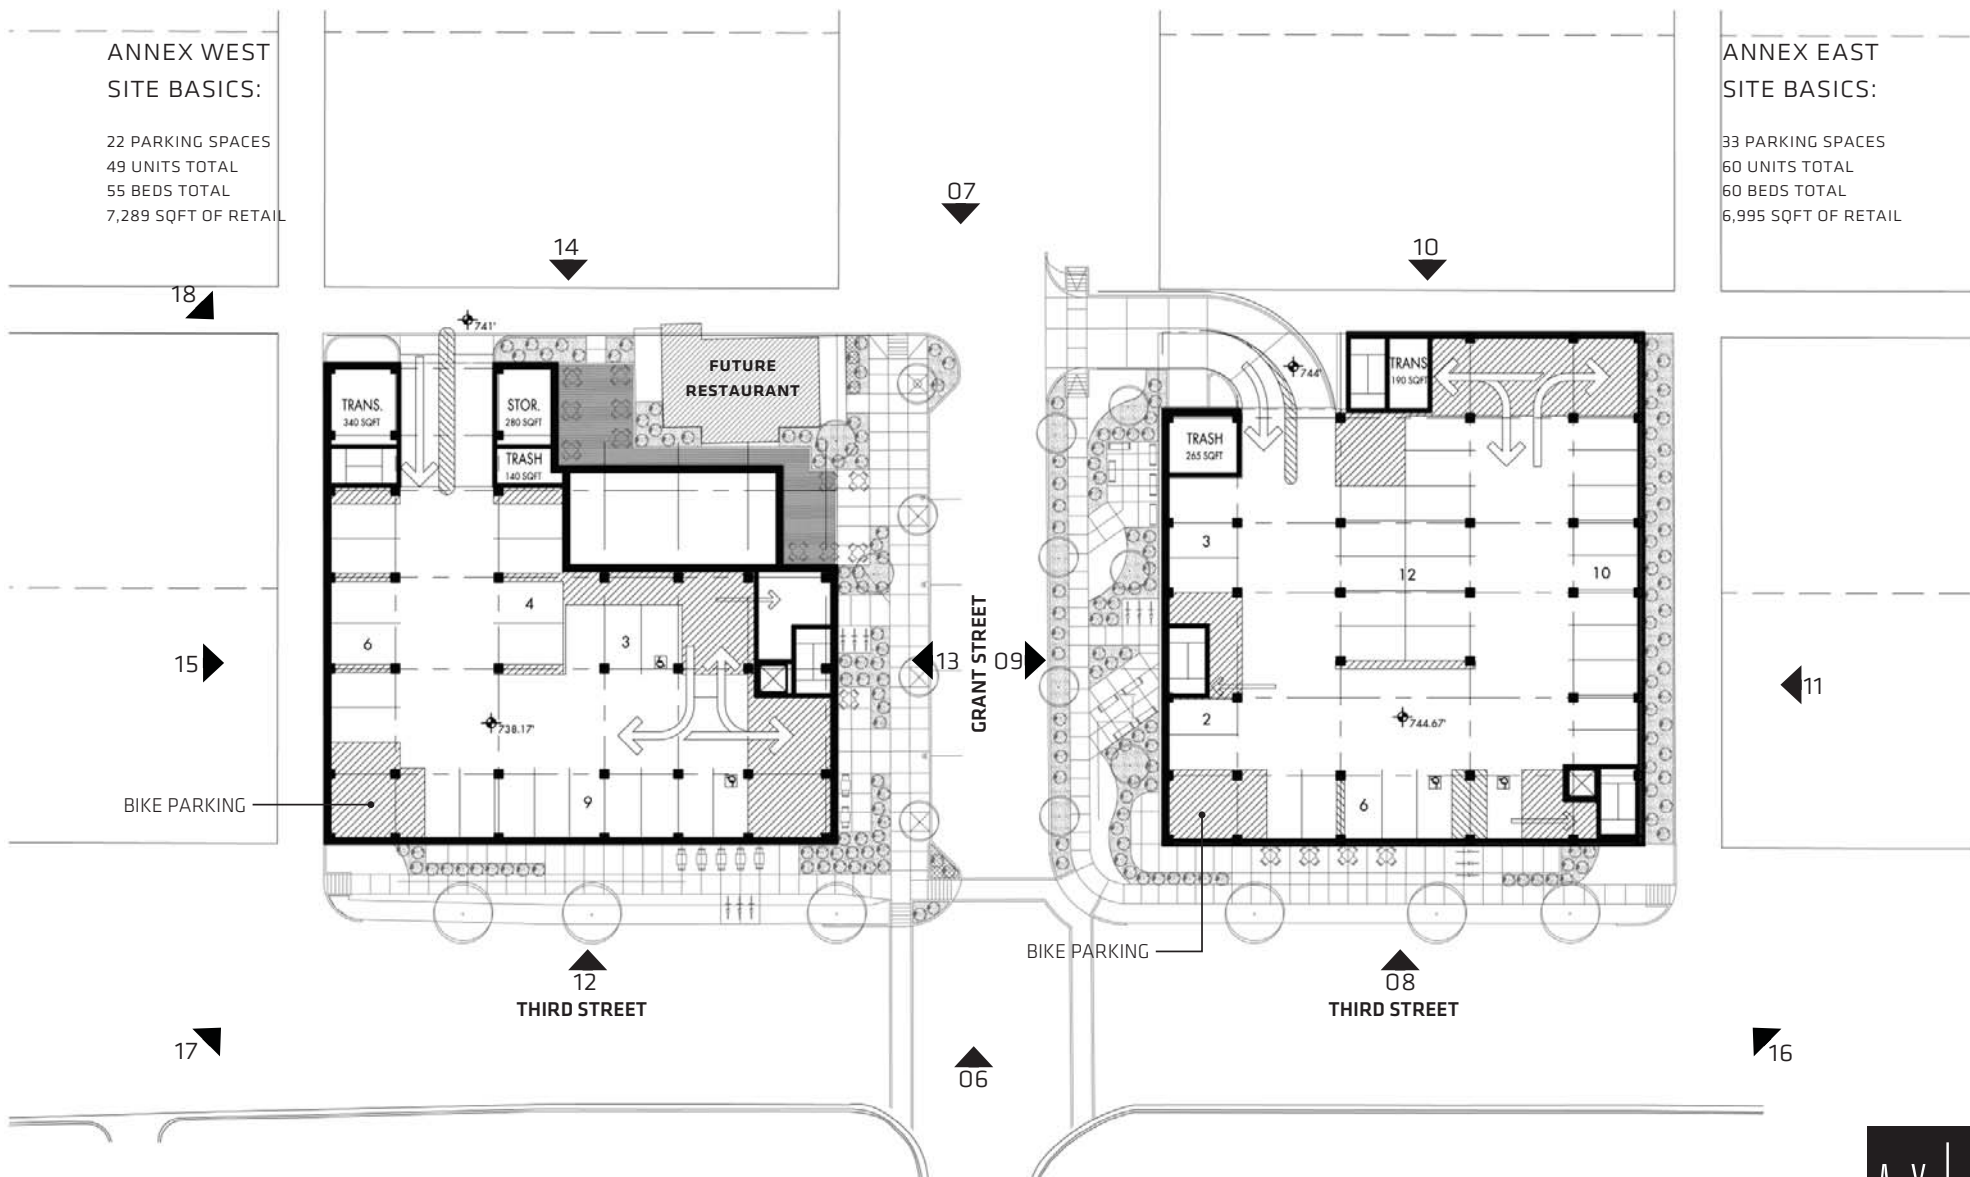 ANNEX WEST
SITE BASICS:
22 PARKING SPACES
49 UNITS TOTAL
55 BEDS TOTAL
7,289 SQFT OF RETAIL
ANNEX EAST
SITE BASICS:
33 PARKING SPACES
60 UNITS TOTAL
60 BEDS TOTAL
6,995 SQFT OF RETAIL
07
14
10
18
741'
FUTURE
RESTAURANT
744'
TRANS
190 SQFT
TRANS.
340 SQFT
STOR.
280 SQFT
TRASH
140 SQFT
TRASH
265 SQFT
3
12
10
4
6
3
15
13
GRANT STREET
09
11
738.17'
2
744.67'
BIKE PARKING
9
6
BIKE PARKING
12
THIRD STREET
08
THIRD STREET
17
16
06
A V